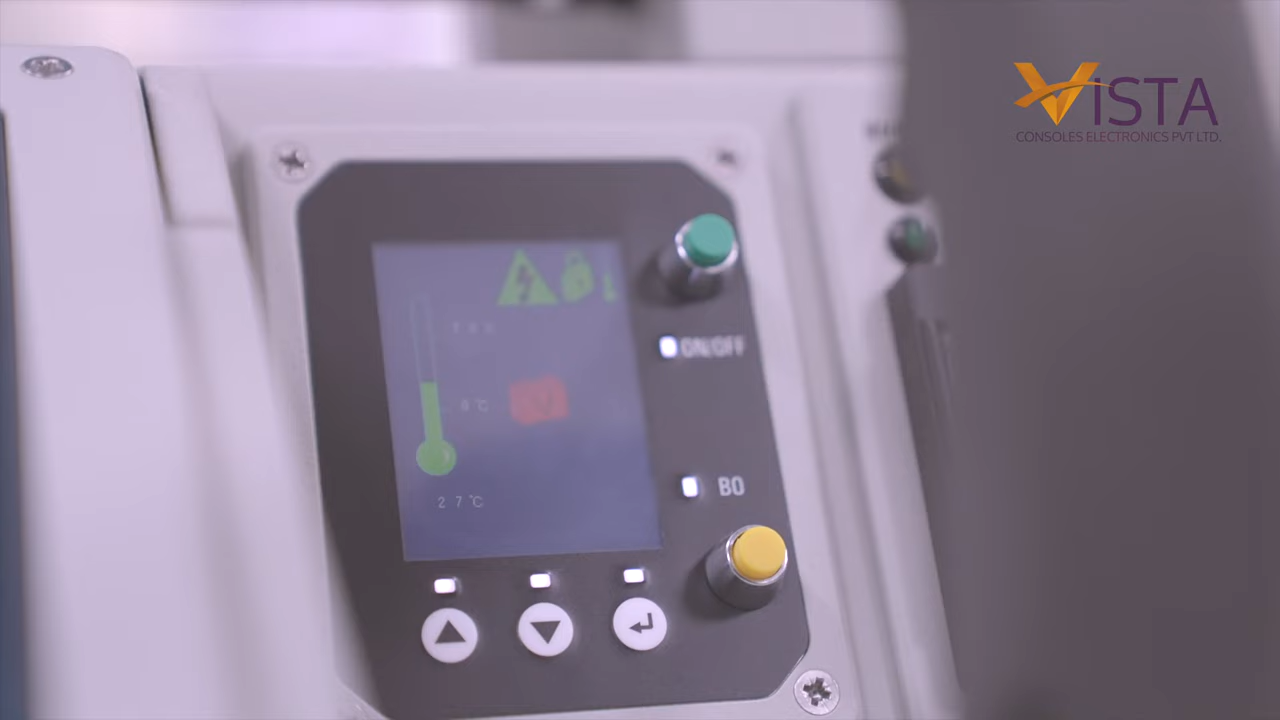 VISTA
CONSOLES ELECTRONICS PVT LTD.
ON/OFF
27°C
BO